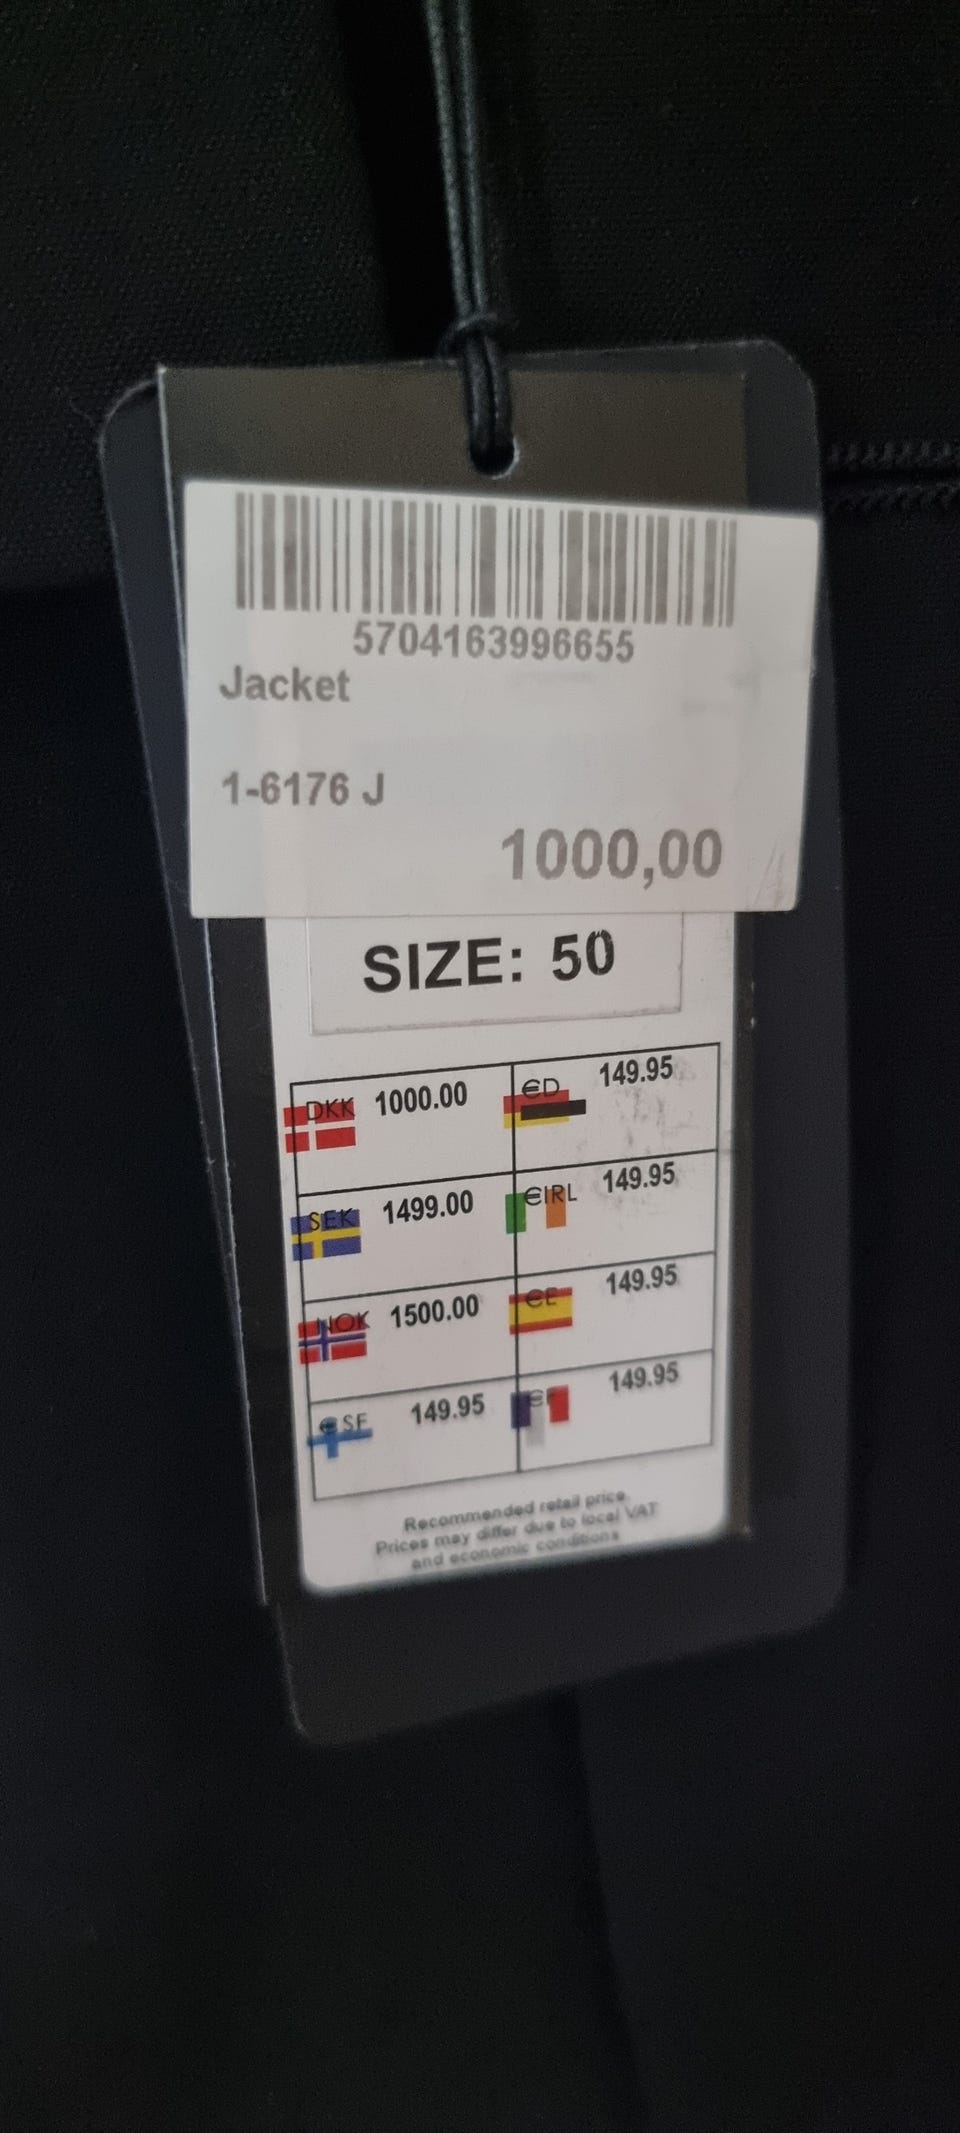 5704163996655
Jacket
1-6176 J
1000,00
SIZE: 50
DKK 1000.00 €D 149.95
SEK 1499.00 €IRL 149.95
NOK 1500.00 €E 149.95
€SF 149.95 €F 149.95
Recommended retail price.
Prices may differ due to local VAT
and economic conditions